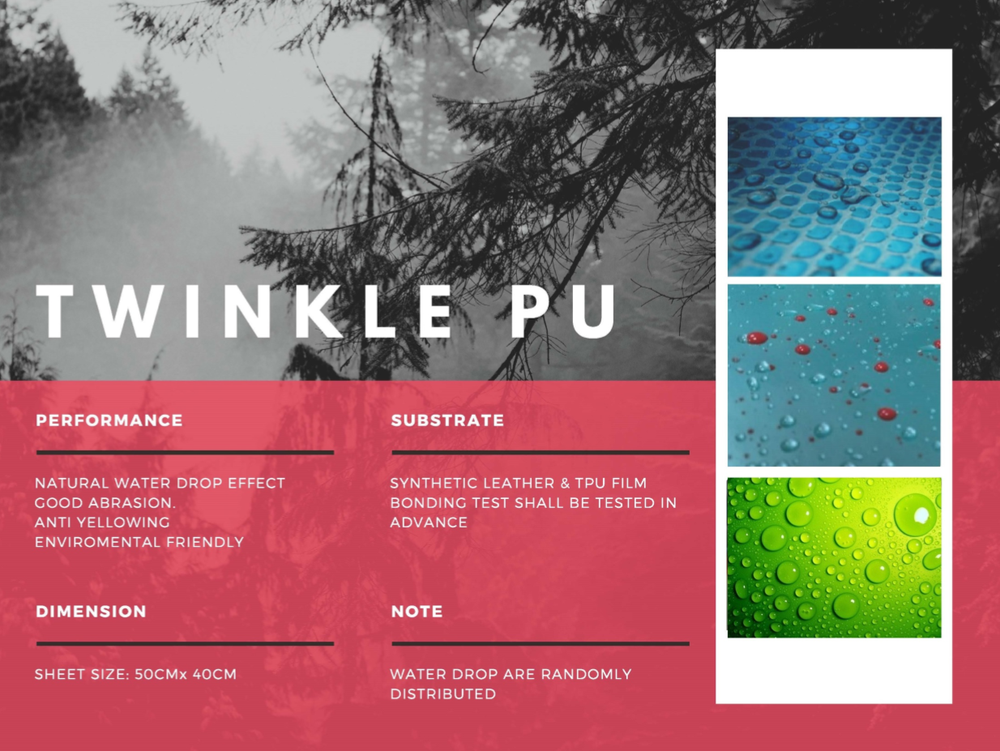 TWINKLE PU
PERFORMANCE
NATURAL WATER DROP EFFECT
GOOD ABRASION.
ANTI YELLOWING
ENVIROMENTAL FRIENDLY
SUBSTRATE
SYNTHETIC LEATHER & TPU FILM
BONDING TEST SHALL BE TESTED IN
ADVANCE
DIMENSION
SHEET SIZE: 50CMx 40CM
NOTE
WATER DROP ARE RANDOMLY
DISTRIBUTED